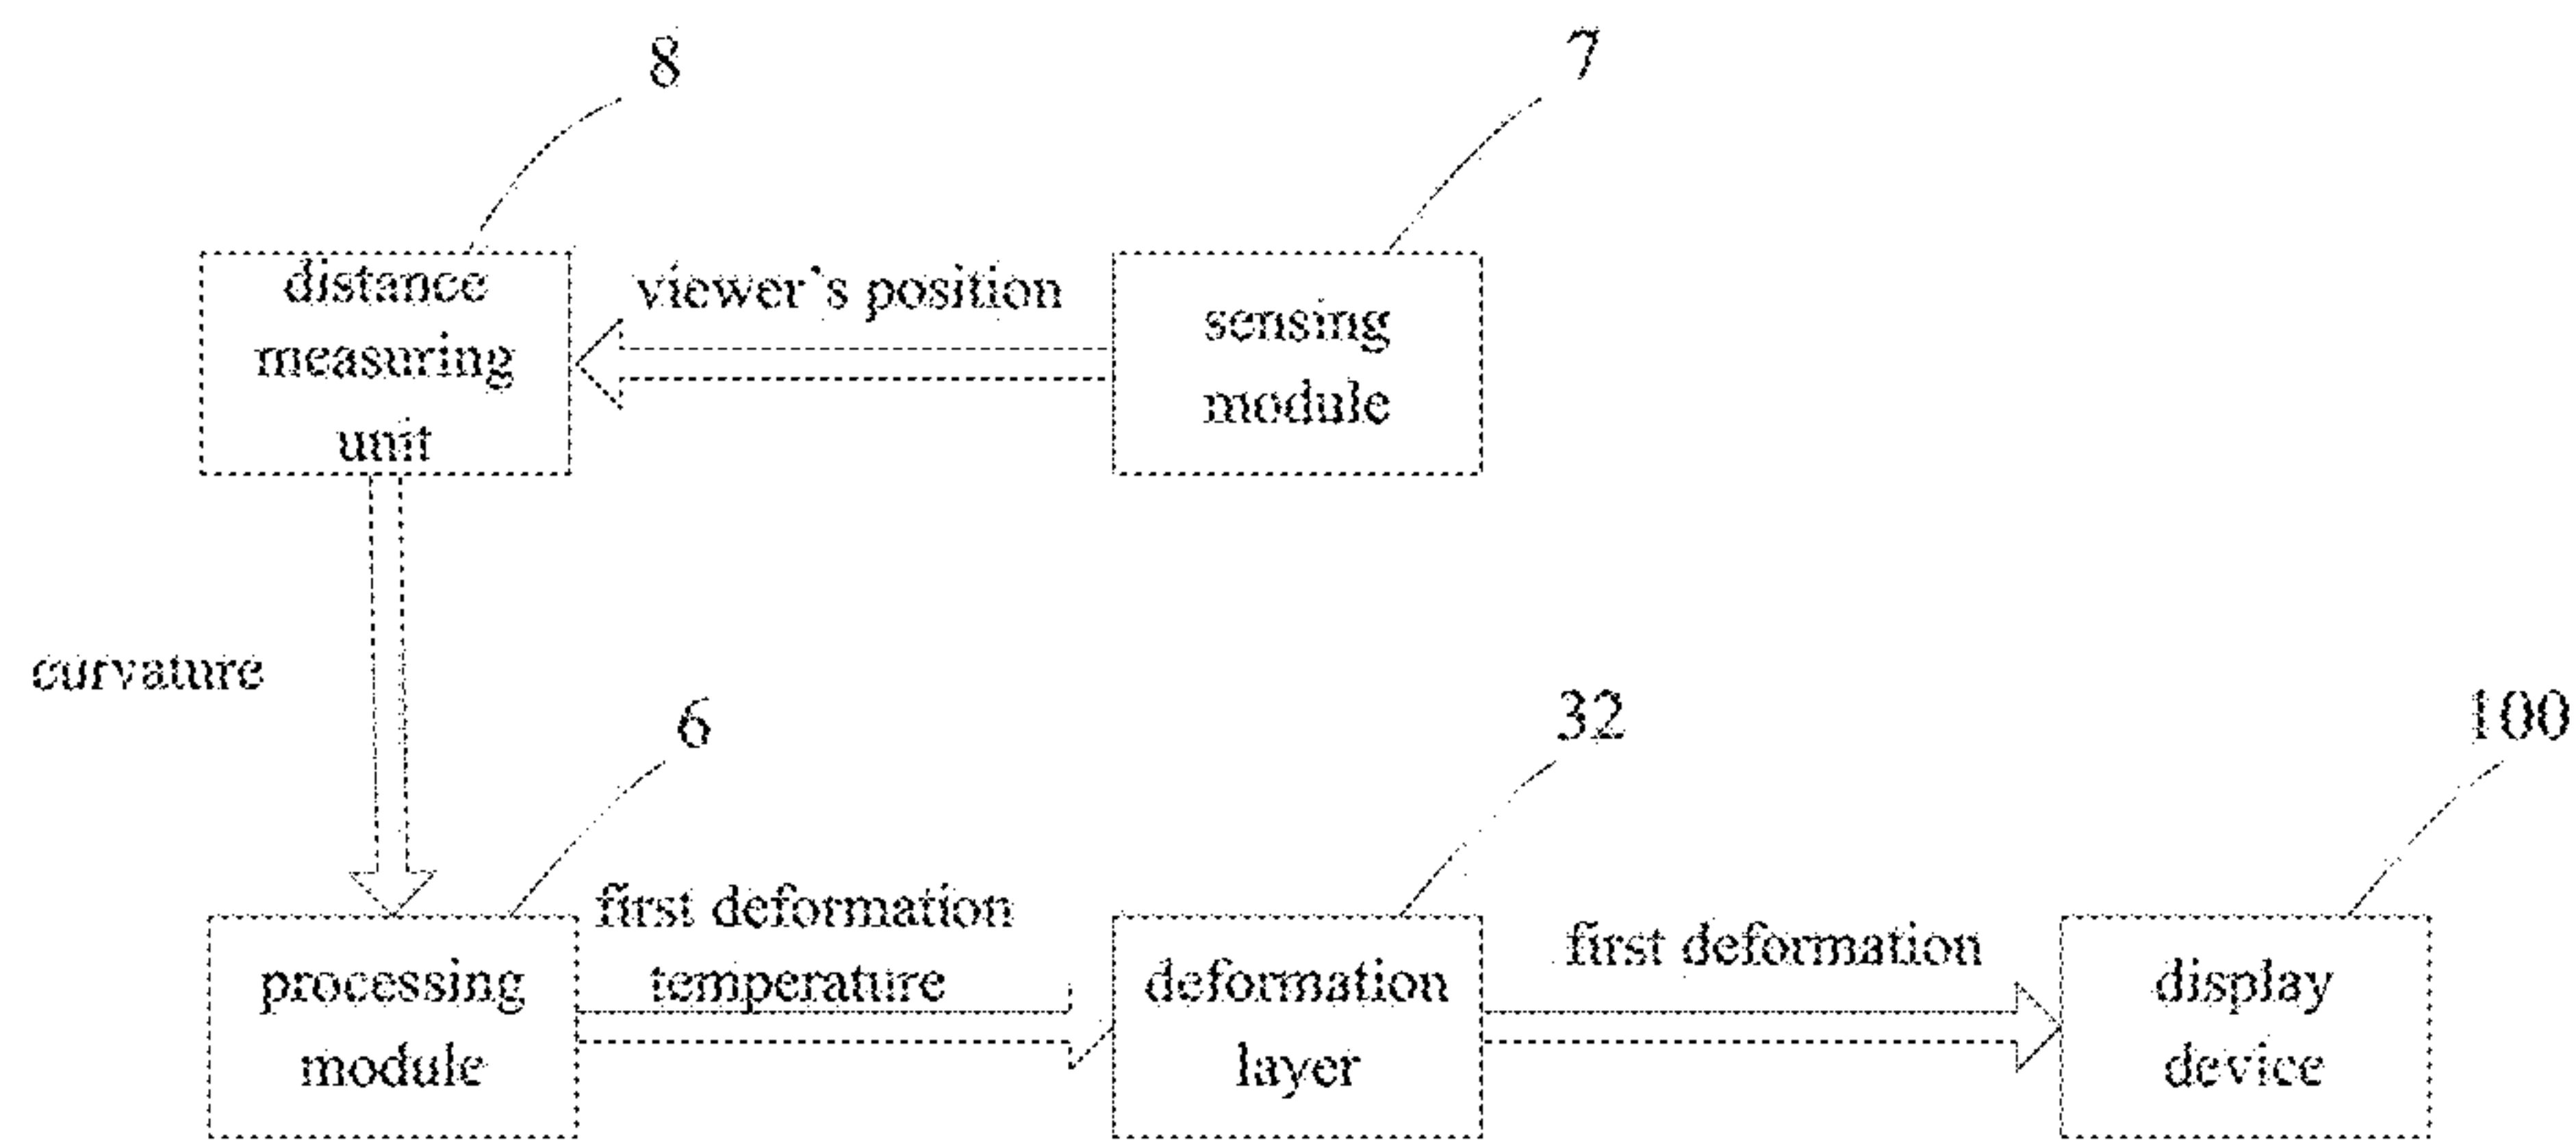 8
7
distance
measuring
unit
viewer's position
sensing
module
curvature
6
32
100
processing
module
first deformation
temperature
deformation
layer
first deformation
display
device